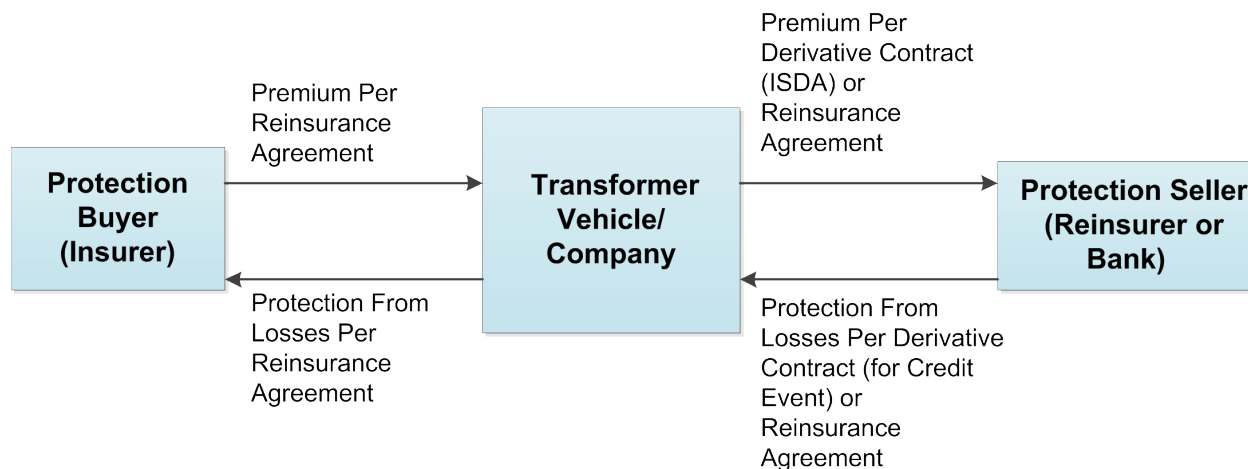 Premium Per
Derivative Contract
(ISDA) or
Reinsurance
Agreement
Premium Per
Reinsurance
Agreement
Protection
Buyer
(Insurer)
Transformer
Vehicle/
Company
Protection Seller
(Reinsurer or
Bank)
Protection From
Losses Per
Reinsurance
Agreement
Protection From
Losses Per Derivative
Contract (for Credit
Event) or
Reinsurance
Agreement